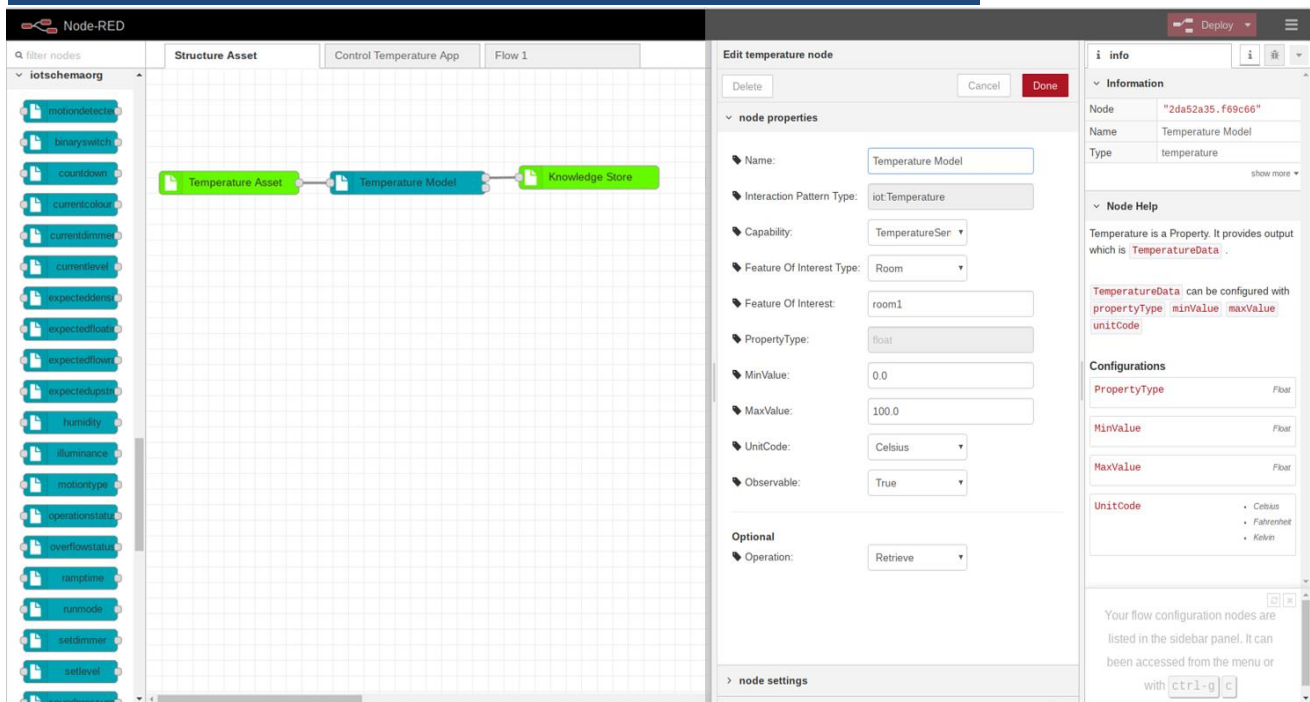 Node-RED
Deploy
filter nodes
iotschemaorg
motiondetecte
binaryswitch
countdown
currentcolour
currentdimmer
currentlevel
expecteddensi
expectedfloati
expectedflowra
expectedupstr
humidity
illuminance
motiontype
operationstatu
overflowstatus
ramptime
runmode
setdimmer
setlevel
Structure Asset
Control Temperature App
Flow 1
Temperature Asset
Temperature Model
Knowledge Store
Edit temperature node
Delete
Cancel
Done
node properties
Name: Temperature Model
Interaction Pattern Type: iot:Temperature
Capability: TemperatureSen
Feature Of Interest Type: Room
Feature Of Interest: room1
PropertyType: float
MinValue: 0.0
MaxValue: 100.0
UnitCode: Celsius
Observable: True
Optional
Operation: Retrieve
node settings
i info
i
Information
Node "2da52a35.f69c66"
Name Temperature Model
Type temperature
show more
Node Help
Temperature is a Property. It provides output
which is TemperatureData .
TemperatureData can be configured with
propertyType minValue maxValue
unitCode
Configurations
PropertyType Float
MinValue Float
MaxValue Float
UnitCode • Celsius
• Fahrenheit
• Kelvin
Your flow configuration nodes are
listed in the sidebar panel. It can
been accessed from the menu or
with ctrl-g c